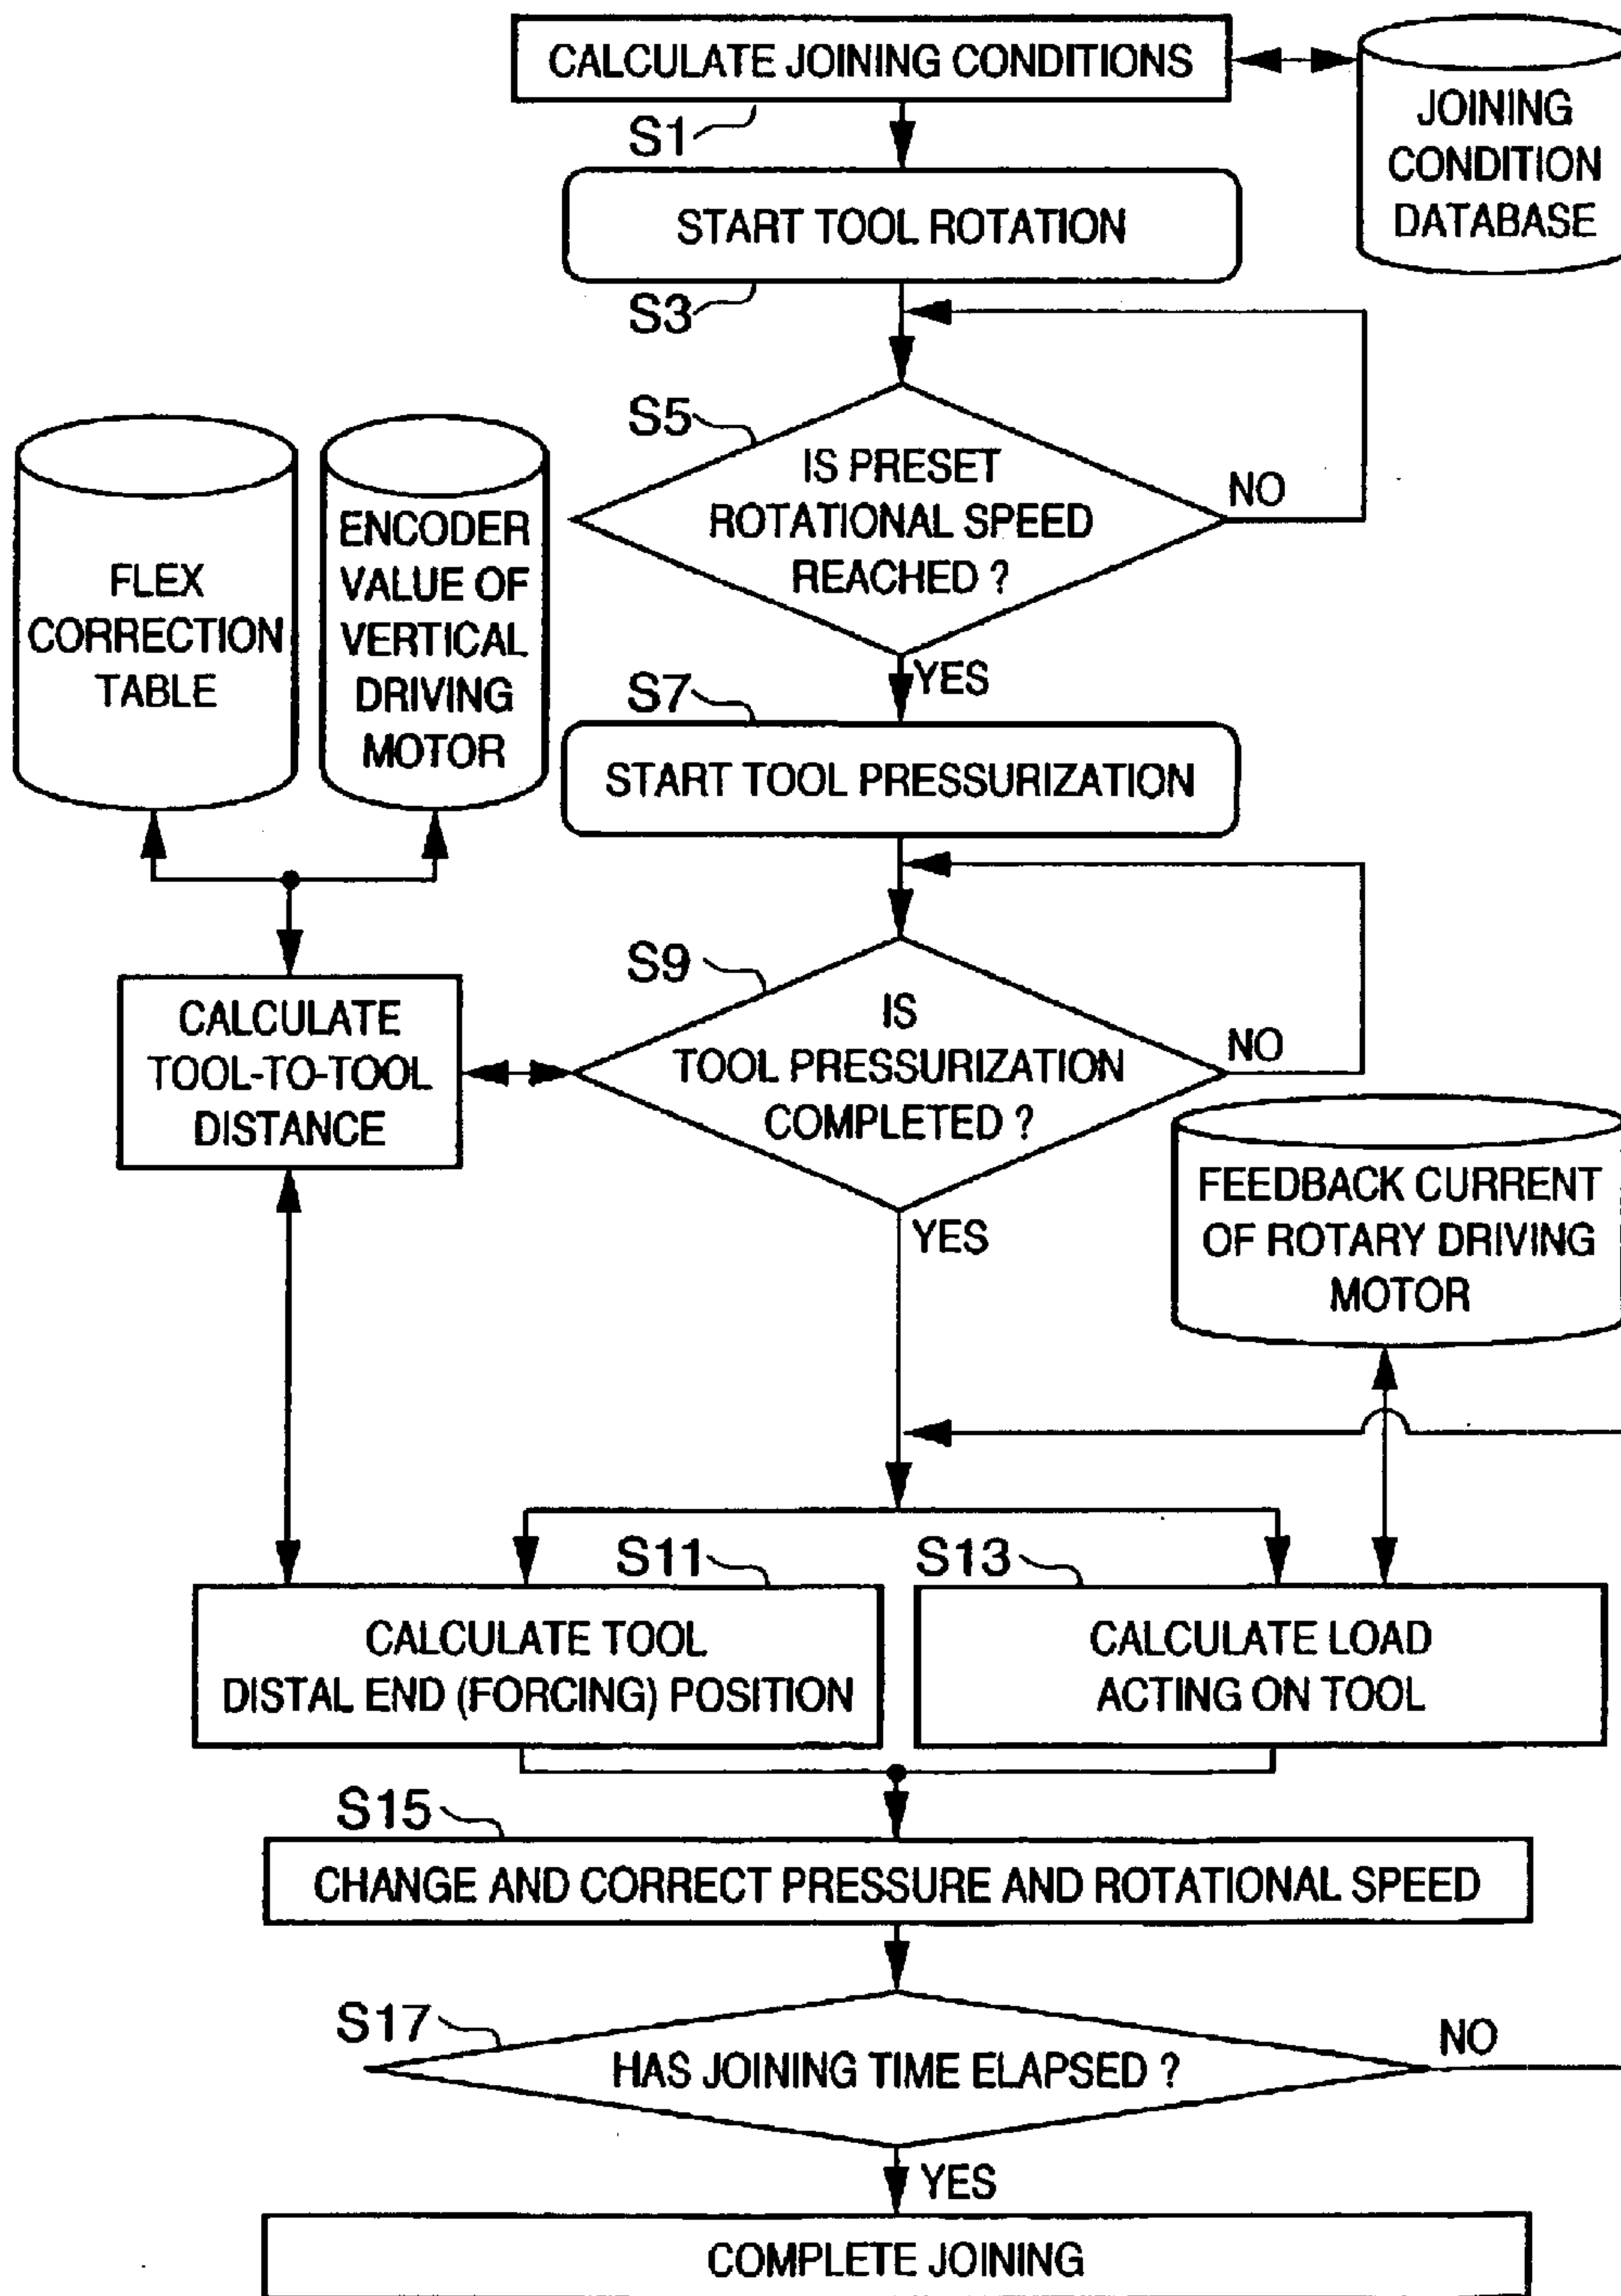 CALCULATE JOINING CONDITIONS
S1
JOINING
CONDITION
DATABASE
START TOOL ROTATION
S3
S5
IS PRESET
ROTATIONAL SPEED
REACHED ?
NO
YES
FLEX
CORRECTION
TABLE
ENCODER
VALUE OF
VERTICAL
DRIVING
MOTOR
S7
START TOOL PRESSURIZATION
S9
IS
TOOL PRESSURIZATION
COMPLETED ?
NO
YES
CALCULATE
TOOL-TO-TOOL
DISTANCE
FEEDBACK CURRENT
OF ROTARY DRIVING
MOTOR
S11
CALCULATE TOOL
DISTAL END (FORCING) POSITION
S13
CALCULATE LOAD
ACTING ON TOOL
S15
CHANGE AND CORRECT PRESSURE AND ROTATIONAL SPEED
S17
HAS JOINING TIME ELAPSED ?
NO
YES
COMPLETE JOINING